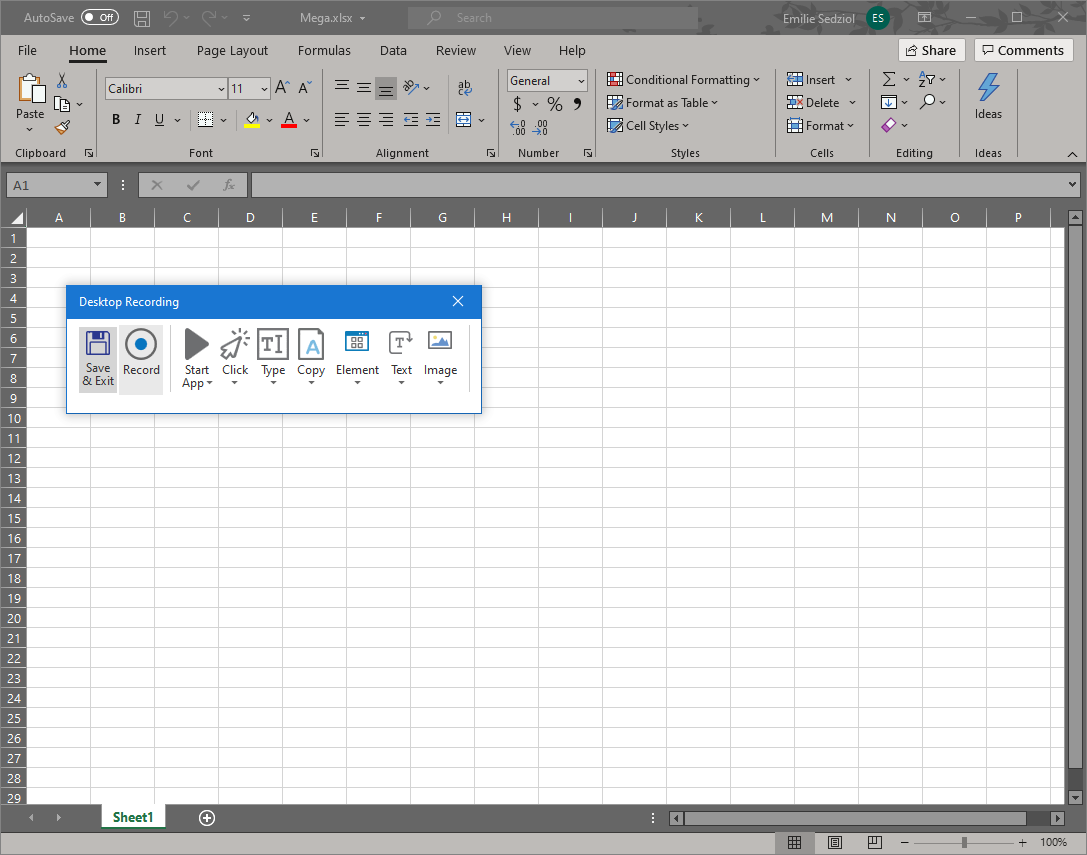 AutoSave Off Mega.xlsx Search Emilie Sedziol ES
File Home Insert Page Layout Formulas Data Review View Help Share Comments
Calibri 11 General Conditional Formatting Insert
Paste $ % Format as Table Delete Ideas
B I U A Cell Styles Format
Clipboard Font Alignment Number Styles Cells Editing Ideas
A1 fx
A B C D E F G H I J K L M N O P
1
2
3
4
5
6
7
8
9
10
11
12
13
14
15
16
17
18
19
20
21
22
23
24
25
26
27
28
29
Desktop Recording
Save & Exit Record Start App Click Type Copy Element Text Image
Sheet1
100%